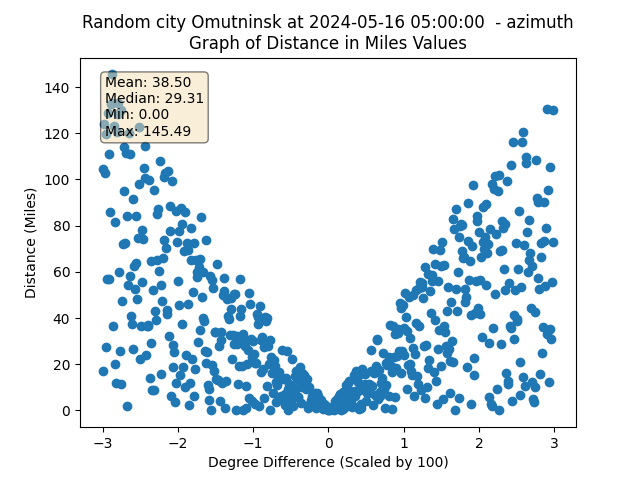 Random city Omutninsk at 2024-05-16 05:00:00  - azimuth
Graph of Distance in Miles Values
Mean: 38.50
Median: 29.31
Min: 0.00
Max: 145.49
Distance (Miles)
140
120
100
80
60
40
20
0
−3
−2
−1
0
1
2
3
Degree Difference (Scaled by 100)